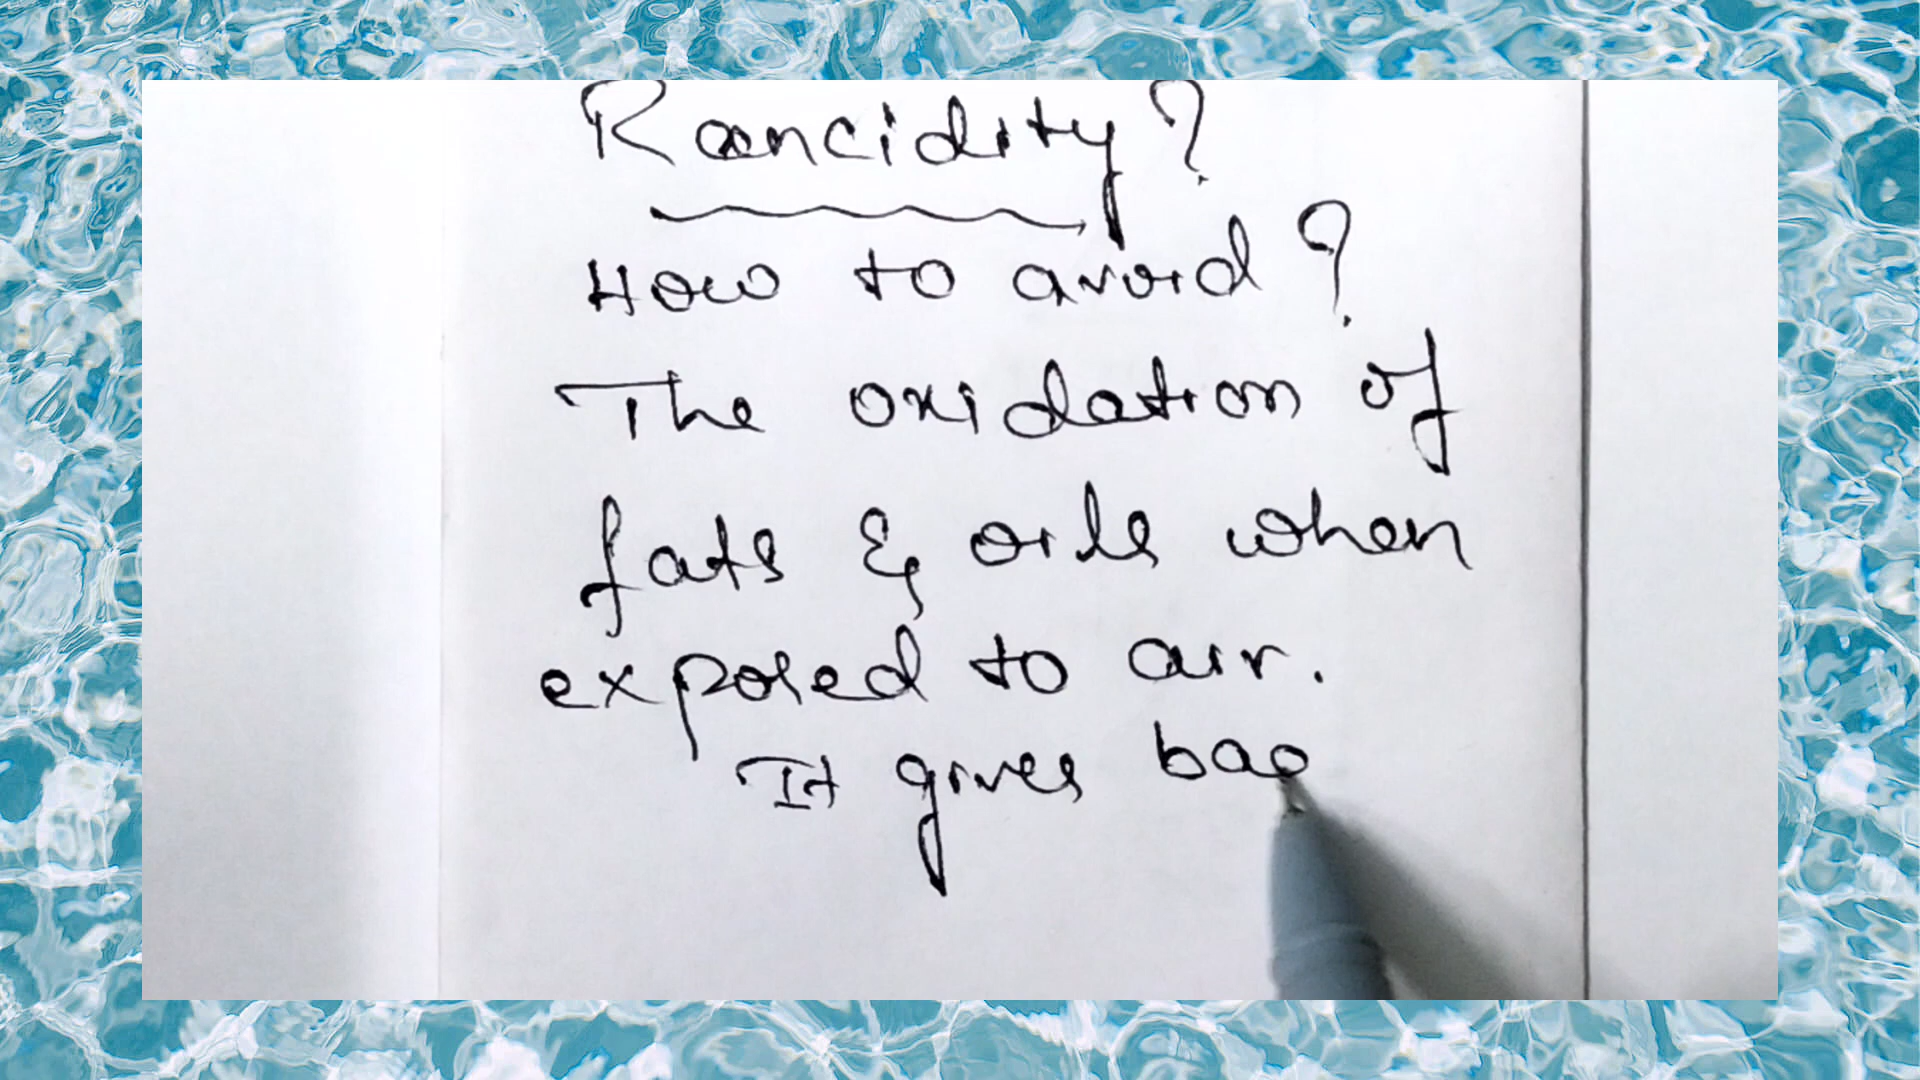 Rancidity?
How to avoid?
The oxidation of
fats & oils when
exposed to air.
It gives bad